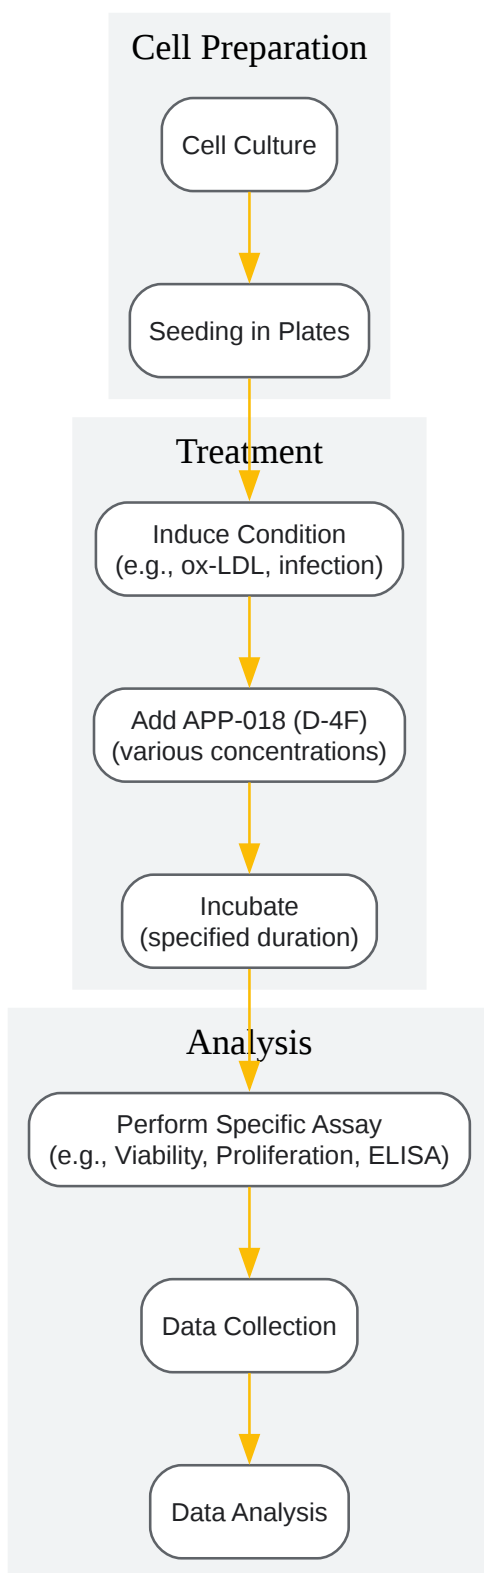 Cell Preparation
Cell Culture
Seeding in Plates
Treatment
Induce Condition
(e.g., ox-LDL, infection)
Add APP-018 (D-4F)
(various concentrations)
Incubate
(specified duration)
Analysis
Perform Specific Assay
(e.g., Viability, Proliferation, ELISA)
Data Collection
Data Analysis